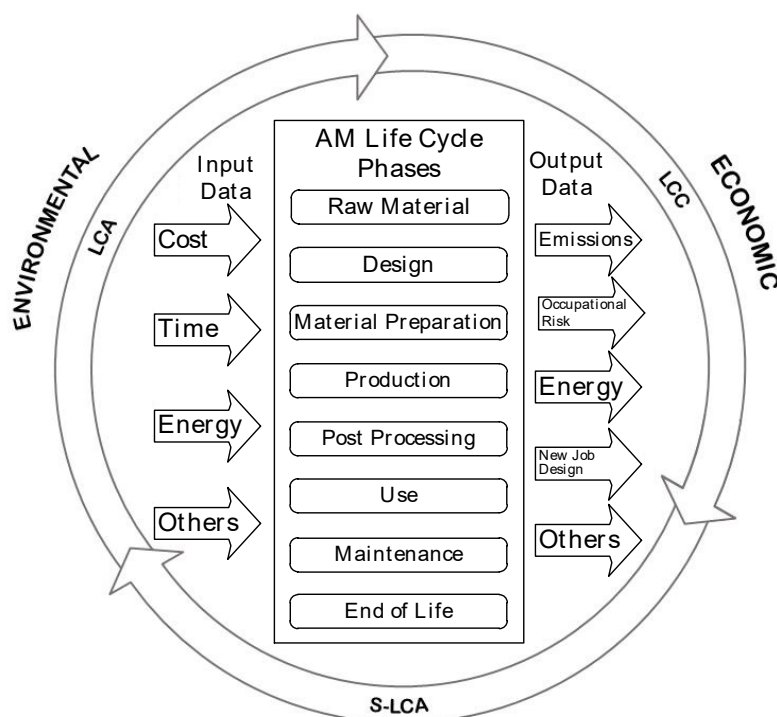 ENVIRONMENTAL
LCA
ECONOMIC
LCC
Input
Data
Cost
Time
Energy
Others
AM Life Cycle
Phases
Raw Material
Design
Material Preparation
Production
Post Processing
Use
Maintenance
End of Life
Output
Data
Emissions
Occupational
Risk
Energy
New Job
Design
Others
S-LCA